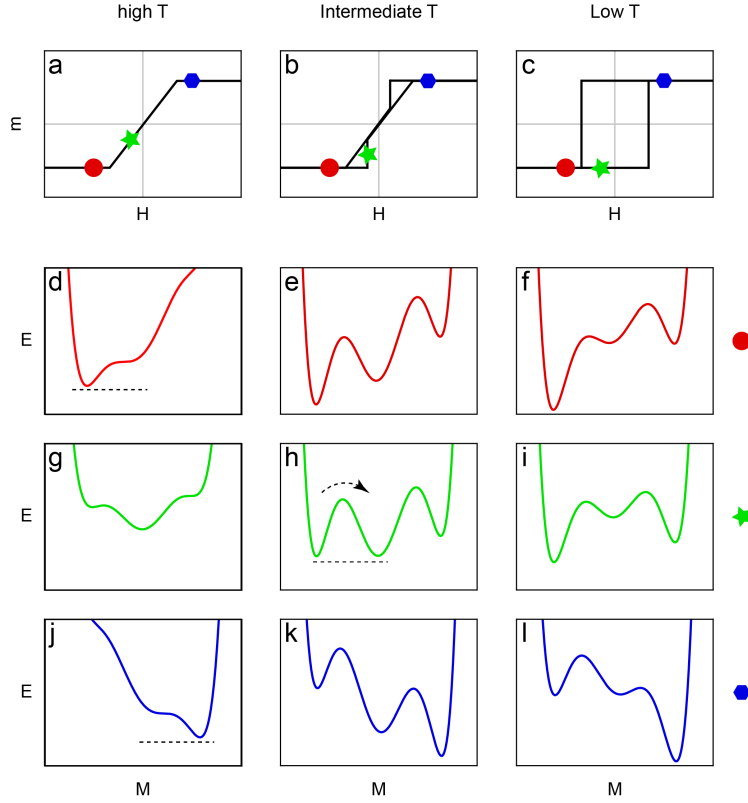 high T Intermediate T Low T
a b c
m
H H H
d e f
E
g h i
E
j k l
E
M M M